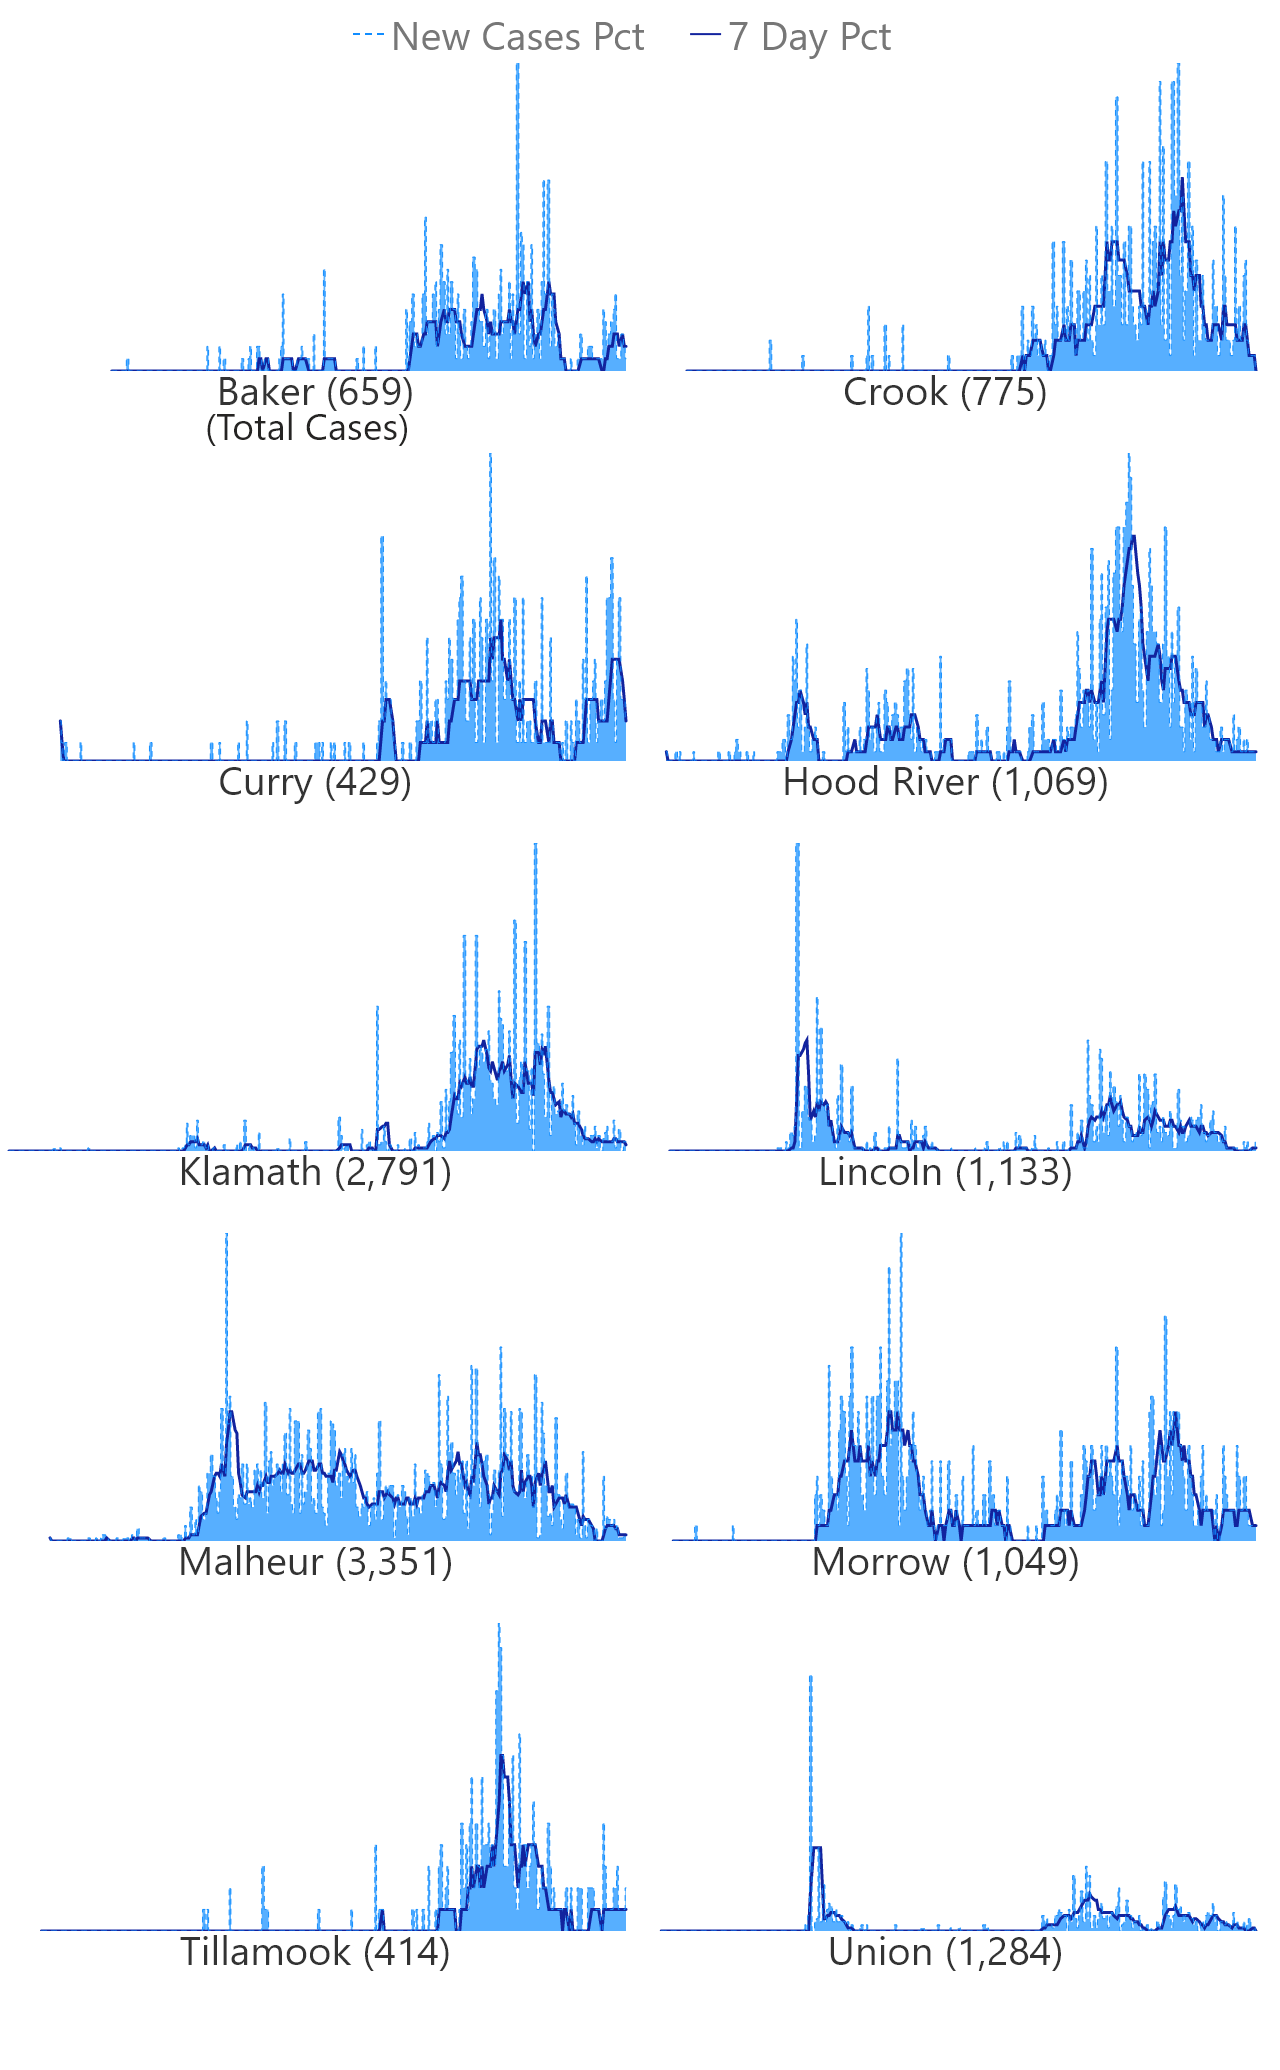 New Cases Pct 7 Day Pct
Baker (659) Crook (775)
(Total Cases)
Curry (429) Hood River (1,069)
Klamath (2,791) Lincoln (1,133)
Malheur (3,351) Morrow (1,049)
Tillamook (414) Union (1,284)